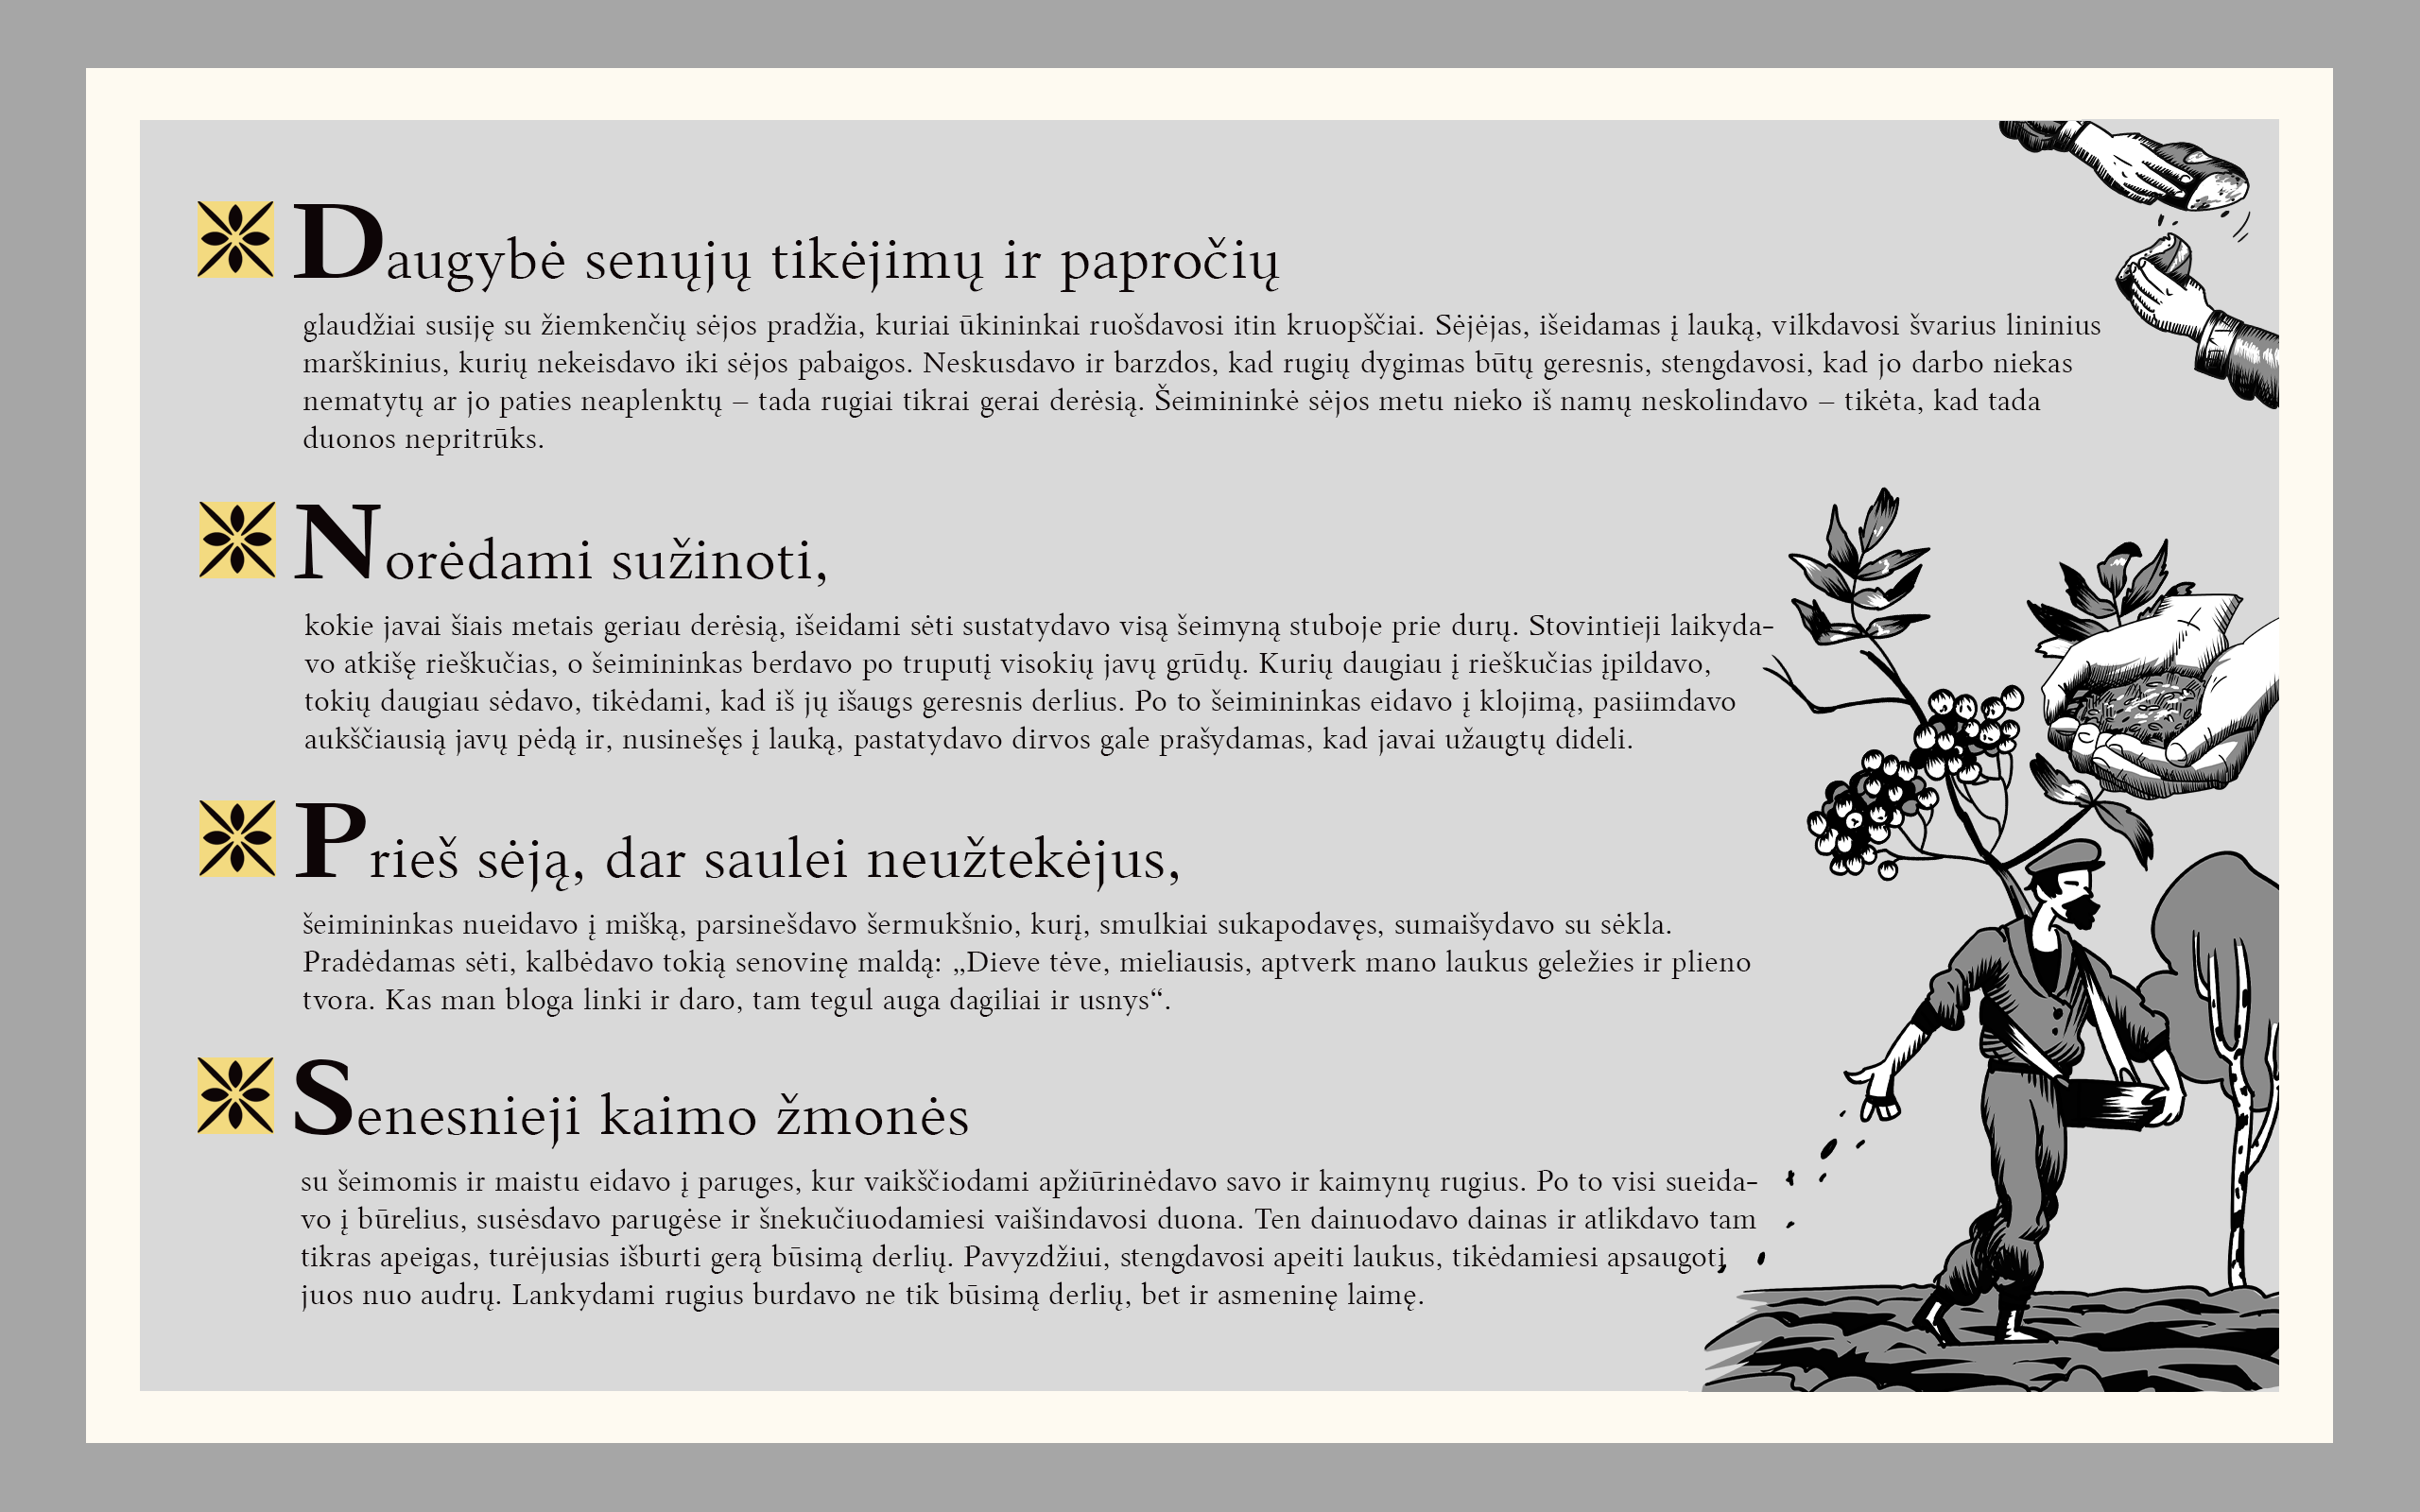 Daugybė senųjų tikėjimų ir papročių
glaudžiai susiję su žiemkenčių sėjos pradžia, kuriai ūkininkai ruošdavosi itin kruopščiai. Sėjėjas, išeidamas į lauką, vilkdavosi švarius lininius
marškinius, kurių nekeisdavo iki sėjos pabaigos. Neskusdavo ir barzdos, kad rugių dygimas būtų geresnis, stengdavosi, kad jo darbo niekas
nematytų ar jo paties neaplenktų – tada rugiai tikrai gerai derėsią. Šeimininkė sėjos metu nieko iš namų neskolindavo – tikėta, kad tada
duonos nepritrūks.
Norėdami sužinoti,
kokie javai šiais metais geriau derėsią, išeidami sėti sustatydavo visą šeimyną stuboje prie durų. Stovintieji laikyda-
vo atkišę rieškučias, o šeimininkas berdavo po truputį visokių javų grūdų. Kurių daugiau į rieškučias įpildavo,
tokių daugiau sėdavo, tikėdami, kad iš jų išaugs geresnis derlius. Po to šeimininkas eidavo į klojimą, pasiimdavo
aukščiausią javų pėdą ir, nusinešęs į lauką, pastatydavo dirvos gale prašydamas, kad javai užaugtų dideli.
Prieš sėją, dar saulei neužtekėjus,
šeimininkas nueidavo į mišką, parsinešdavo šermukšnio, kurį, smulkiai sukapodavęs, sumaišydavo su sėkla.
Pradėdamas sėti, kalbėdavo tokią senovinę maldą: „Dieve tėve, mieliausis, aptverk mano laukus geležies ir plieno
tvora. Kas man bloga linki ir daro, tam tegul auga dagiliai ir usnys“.
Senesnieji kaimo žmonės
su šeimomis ir maistu eidavo į paruges, kur vaikščiodami apžiūrinėdavo savo ir kaimynų rugius. Po to visi sueida-
vo į būrelius, susėsdavo parugėse ir šnekučiuodamiesi vaišindavosi duona. Ten dainuodavo dainas ir atlikdavo tam
tikras apeigas, turėjusias išburti gerą būsimą derlių. Pavyzdžiui, stengdavosi apeiti laukus, tikėdamiesi apsaugoti
juos nuo audrų. Lankydami rugius burdavo ne tik būsimą derlių, bet ir asmeninę laimę.